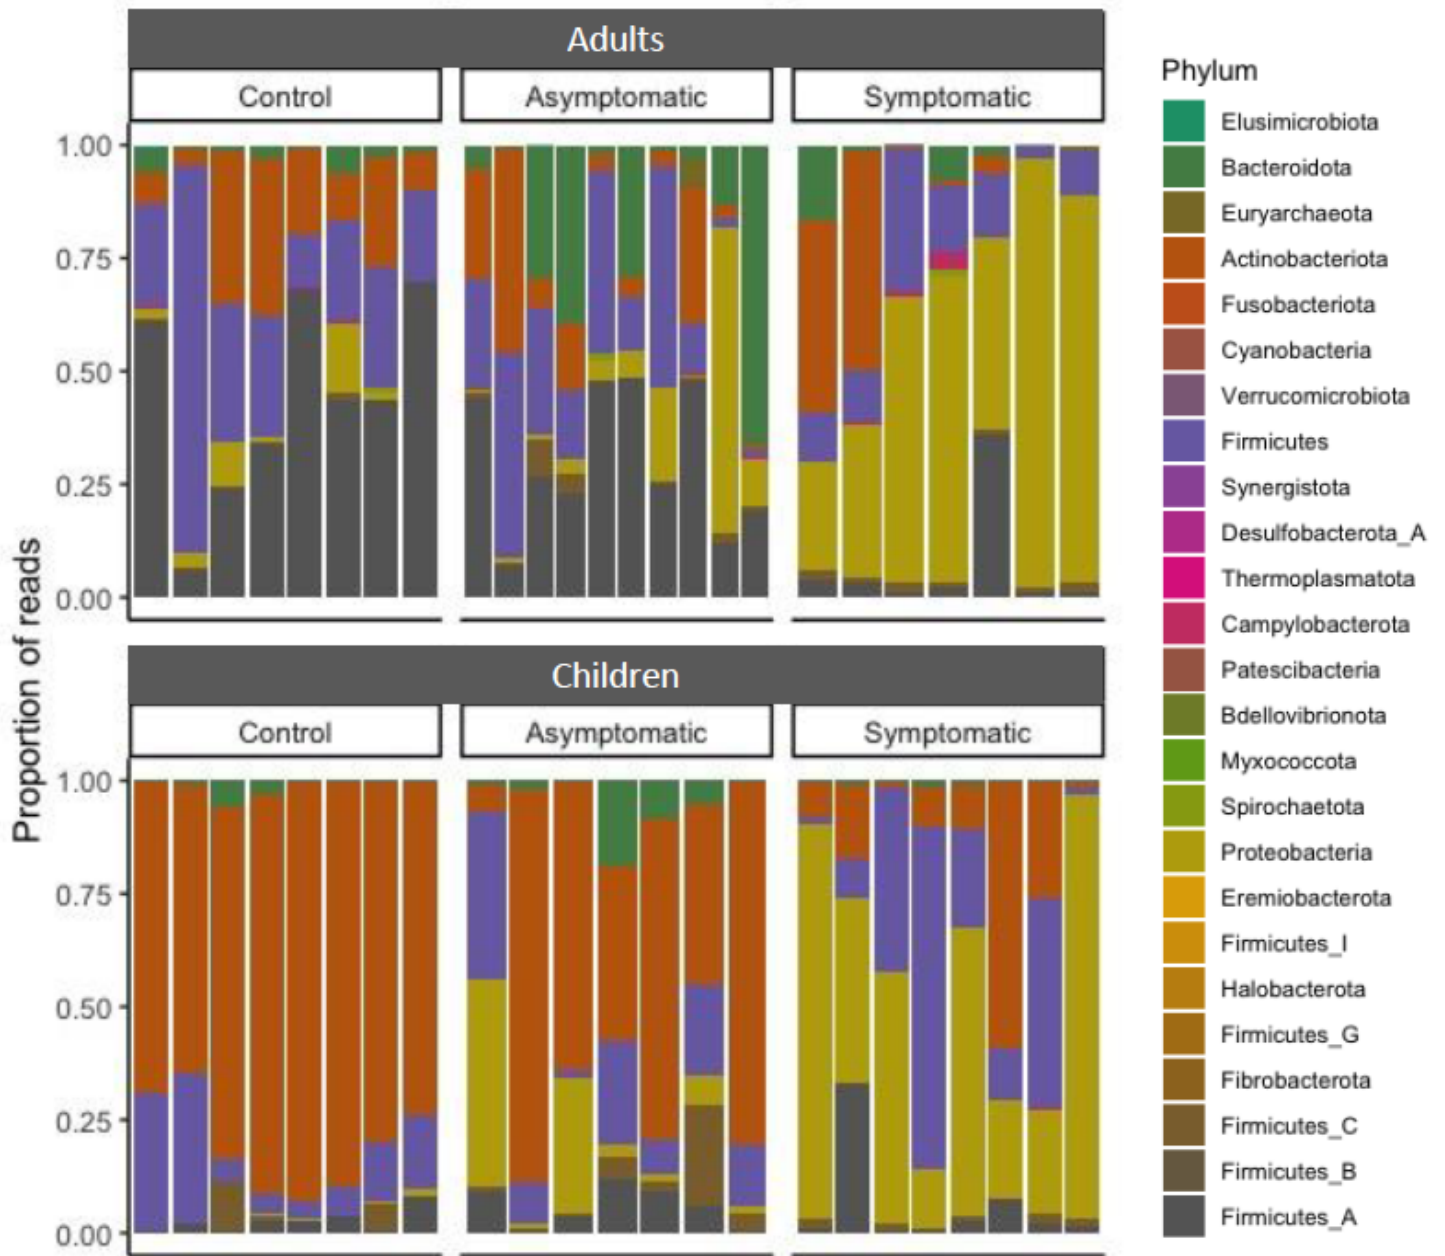 Adults
Control
Asymptomatic
Symptomatic
1.00
0.75
0.50
0.25
0.00
Proportion of reads
Children
Control
Asymptomatic
Symptomatic
1.00
0.75
0.50
0.25
0.00
Phylum
Elusimicrobiota
Bacteroidota
Euryarchaeota
Actinobacteriota
Fusobacteriota
Cyanobacteria
Verrucomicrobiota
Firmicutes
Synergistota
Desulfobacterota_A
Thermoplasmatota
Campylobacterota
Patescibacteria
Bdellovibrionota
Myxococcota
Spirochaetota
Proteobacteria
Eremiobacterota
Firmicutes_I
Halobacterota
Firmicutes_G
Fibrobacterota
Firmicutes_C
Firmicutes_B
Firmicutes_A